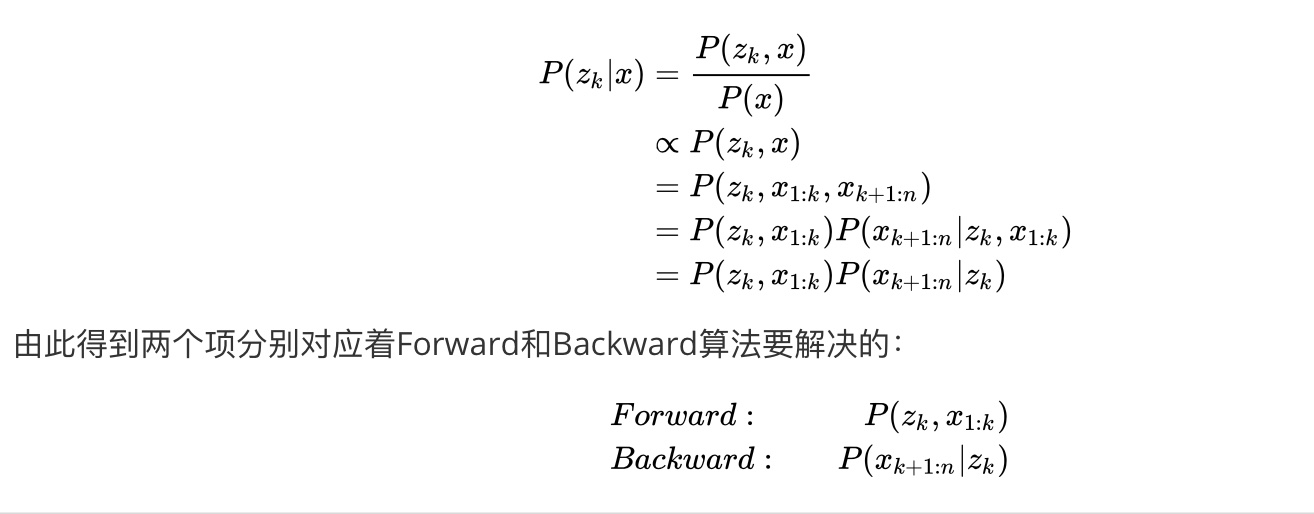 P(z_k|x) = \frac{P(z_k, x)}{P(x)}
∝ P(z_k, x)
= P(z_k, x_{1:k}, x_{k+1:n})
= P(z_k, x_{1:k})P(x_{k+1:n}|z_k, x_{1:k})
= P(z_k, x_{1:k})P(x_{k+1:n}|z_k)
由此得到两个项分别对应着Forward和Backward算法要解决的：
Forward : P(z_k, x_{1:k})
Backward : P(x_{k+1:n}|z_k)